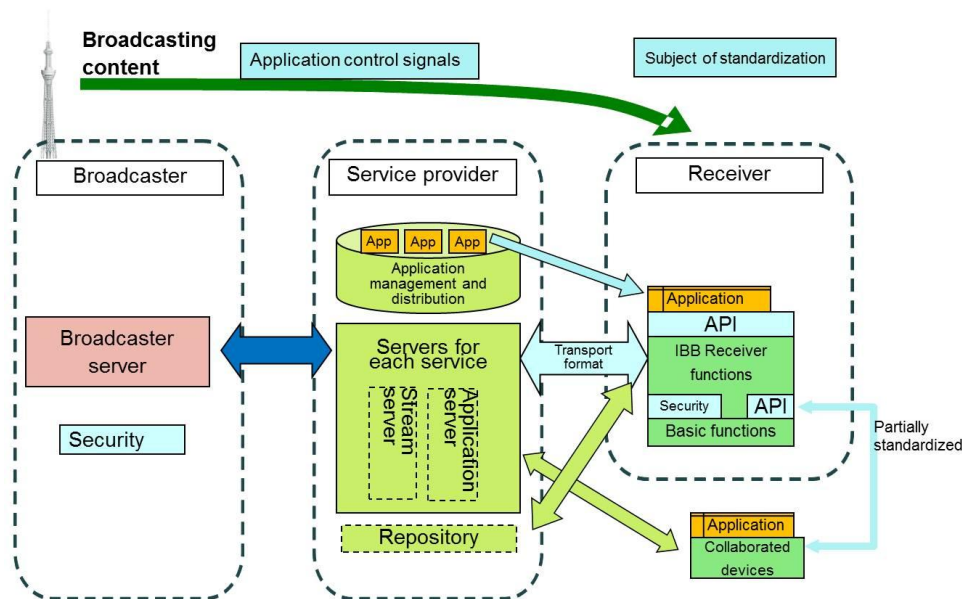 Broadcasting
content
Application control signals
Subject of standardization
Broadcaster
Service provider
Receiver
App
App
App
Application
management and
distribution
Application
API
IBB Receiver
functions
Security
API
Basic functions
Broadcaster
server
Security
Servers for
each service
Stream
server
Application
server
Repository
Transport
format
Partially
standardized
Application
Collaborated
devices